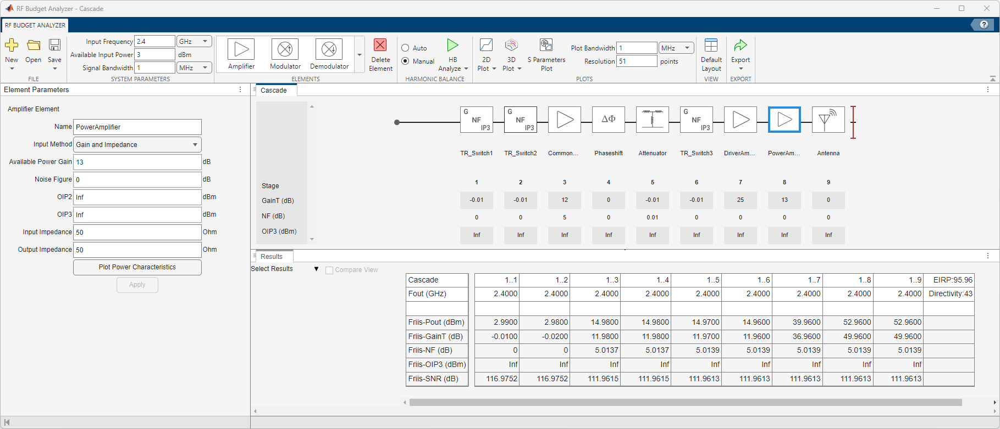 RF Budget Analyzer - Cascade
RF BUDGET ANALYZER
?
New
Open
Save
FILE
Input Frequency 2.4 GHz
Available Input Power 3 dBm
Signal Bandwidth 1 MHz
SYSTEM PARAMETERS
Amplifier
Modulator
Demodulator
Delete
Element
ELEMENTS
Auto
Manual
HB
Analyze
HARMONIC BALANCE
2D
Plot
3D
Plot
S Parameters
Plot
Plot Bandwidth 1 MHz
Resolution 51 points
PLOTS
Default
Layout
VIEW
Export
EXPORT
Element Parameters
Amplifier Element
Name PowerAmplifier
Input Method Gain and Impedance
Available Power Gain 13 dB
Noise Figure 0 dB
OIP2 Inf dBm
OIP3 Inf dBm
Input Impedance 50 Ohm
Output Impedance 50 Ohm
Plot Power Characteristics
Apply
Cascade
G NF IP3 G NF IP3 ΔΦ G NF IP3
TR_Switch1 TR_Switch2 Common... Phaseshift Attenuator TR_Switch3 DriverAm... PowerAm... Antenna
Stage 1 2 3 4 5 6 7 8 9
GainT (dB) -0.01 -0.01 12 0 -0.01 -0.01 25 13 0
NF (dB) 0 0 5 0 0.01 0 0 0 0
OIP3 (dBm) Inf Inf Inf Inf Inf Inf Inf Inf Inf
Results
Select Results Compare View
Cascade 1..1 1..2 1..3 1..4 1..5 1..6 1..7 1..8 1..9 EIRP:95.96
Fout (GHz) 2.4000 2.4000 2.4000 2.4000 2.4000 2.4000 2.4000 2.4000 2.4000 Directivity:43
Friis-Pout (dBm) 2.9900 2.9800 14.9800 14.9800 14.9700 14.9600 39.9600 52.9600 52.9600
Friis-GainT (dB) -0.0100 -0.0200 11.9800 11.9800 11.9700 11.9600 36.9600 49.9600 49.9600
Friis-NF (dB) 0 0 5.0137 5.0137 5.0139 5.0139 5.0139 5.0139 5.0139
Friis-OIP3 (dBm) Inf Inf Inf Inf Inf Inf Inf Inf Inf
Friis-SNR (dB) 116.9752 116.9752 111.9615 111.9615 111.9613 111.9613 111.9613 111.9613 111.9613